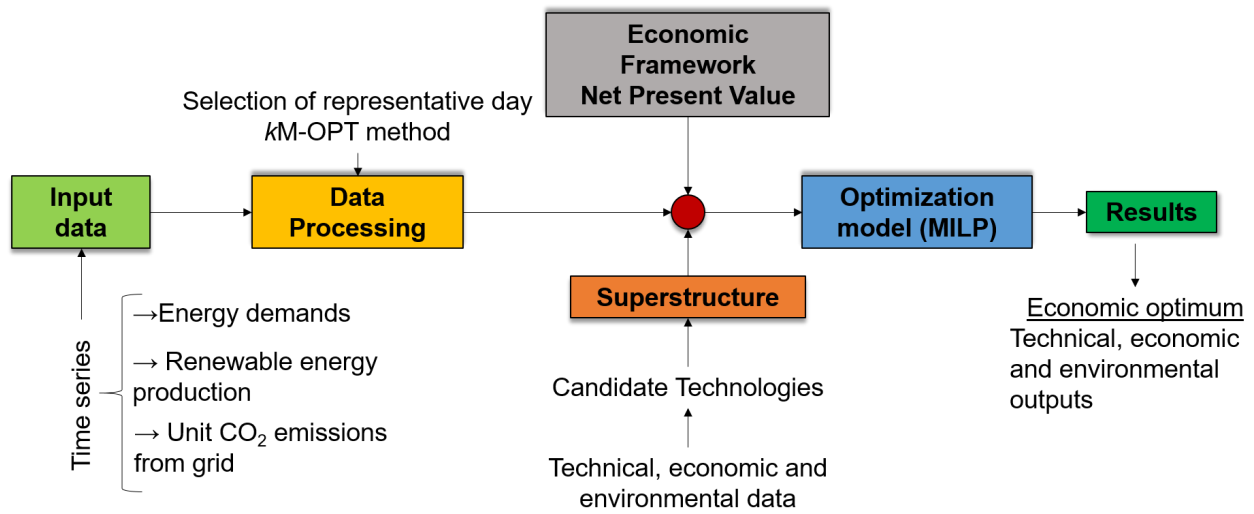 Economic
Framework
Net Present Value
Selection of representative day
kM-OPT method
Input
data
Data
Processing
Optimization
model (MILP)
Results
Superstructure
Time series
→Energy demands
→ Renewable energy
production
→ Unit CO₂ emissions
from grid
Candidate Technologies
Technical, economic and
environmental data
Economic optimum
Technical, economic
and environmental
outputs